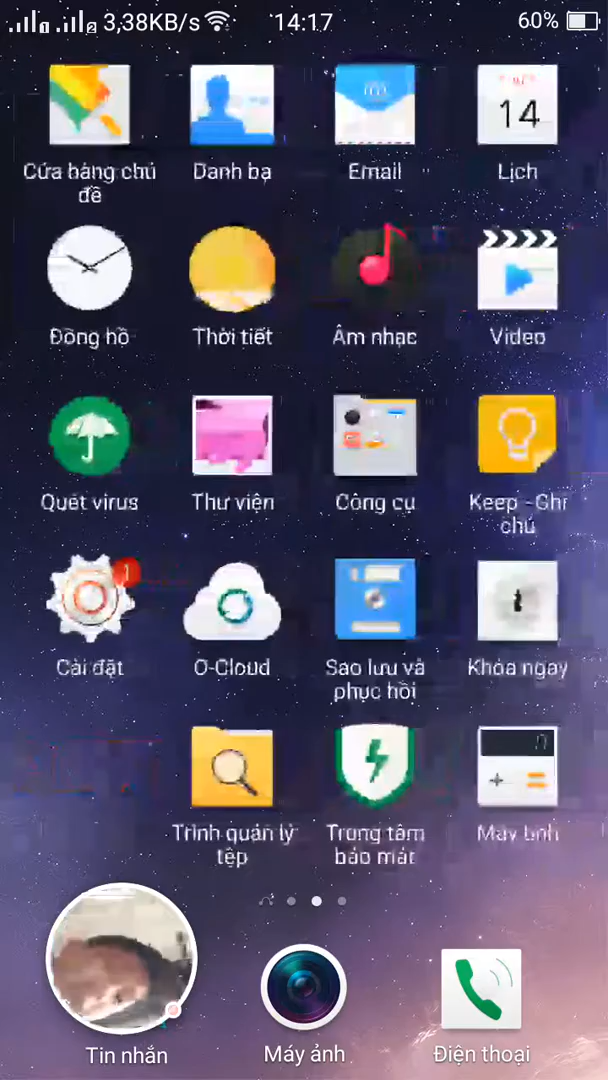 3,38KB/s 14:17 60%
14
Cửa hàng chủ đề
Danh bạ
Email
Lịch
Đồng hồ
Thời tiết
Âm nhạc
Video
Quét virus
Thư viện
Công cụ
Keep - Ghi chú
1
Cài đặt
O-Cloud
Sao lưu và phục hồi
Khóa ngay
Trình quản lý tệp
Trung tâm bảo mật
Máy tính
Tin nhắn
Máy ảnh
Điện thoại